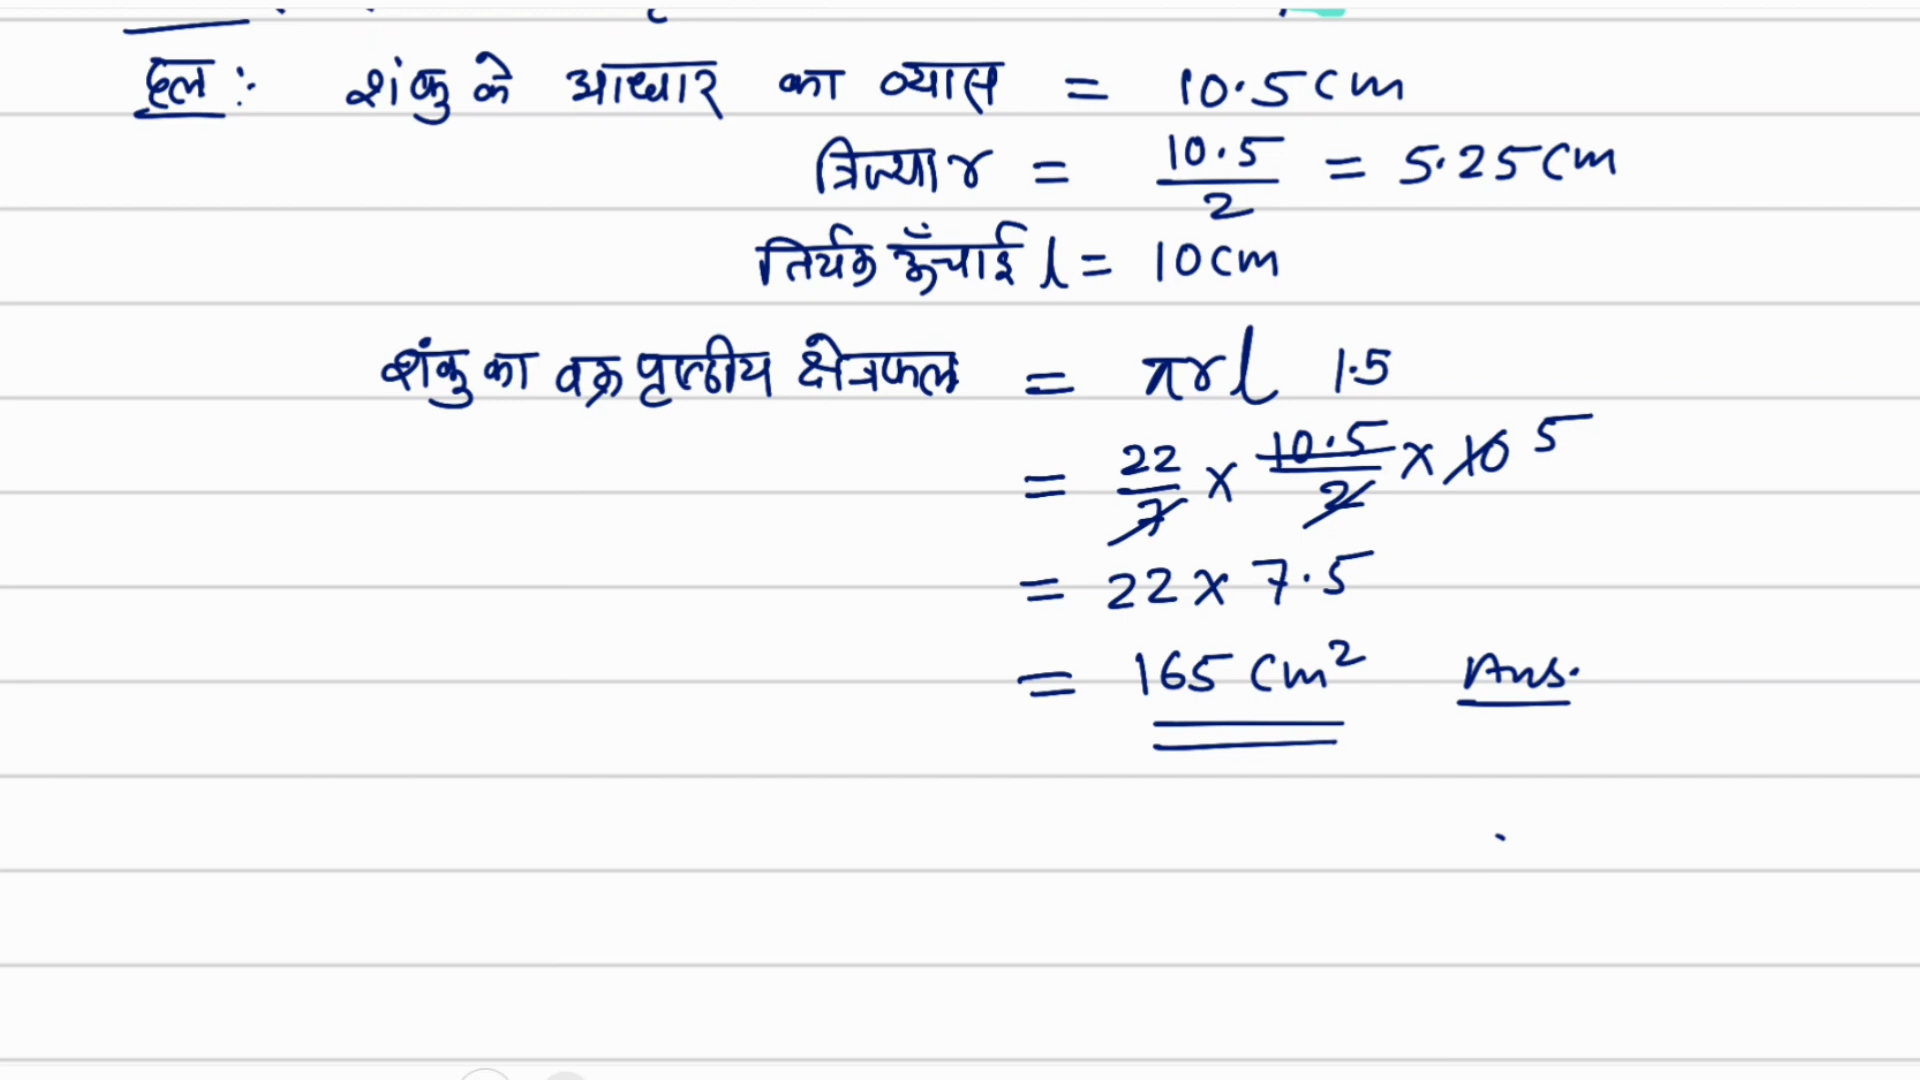 हल :- शंकु के आधार का व्यास = 10.5 cm
त्रिज्या r = 10.5/2 = 5.25 cm
तिर्यक ऊँचाई l = 10 cm
शंकु का वक्र पृष्ठीय क्षेत्रफल = πrl 1.5
= 22/7 × 10.5/2 × 10 5
= 22 × 7.5
= 165 cm² Ans.